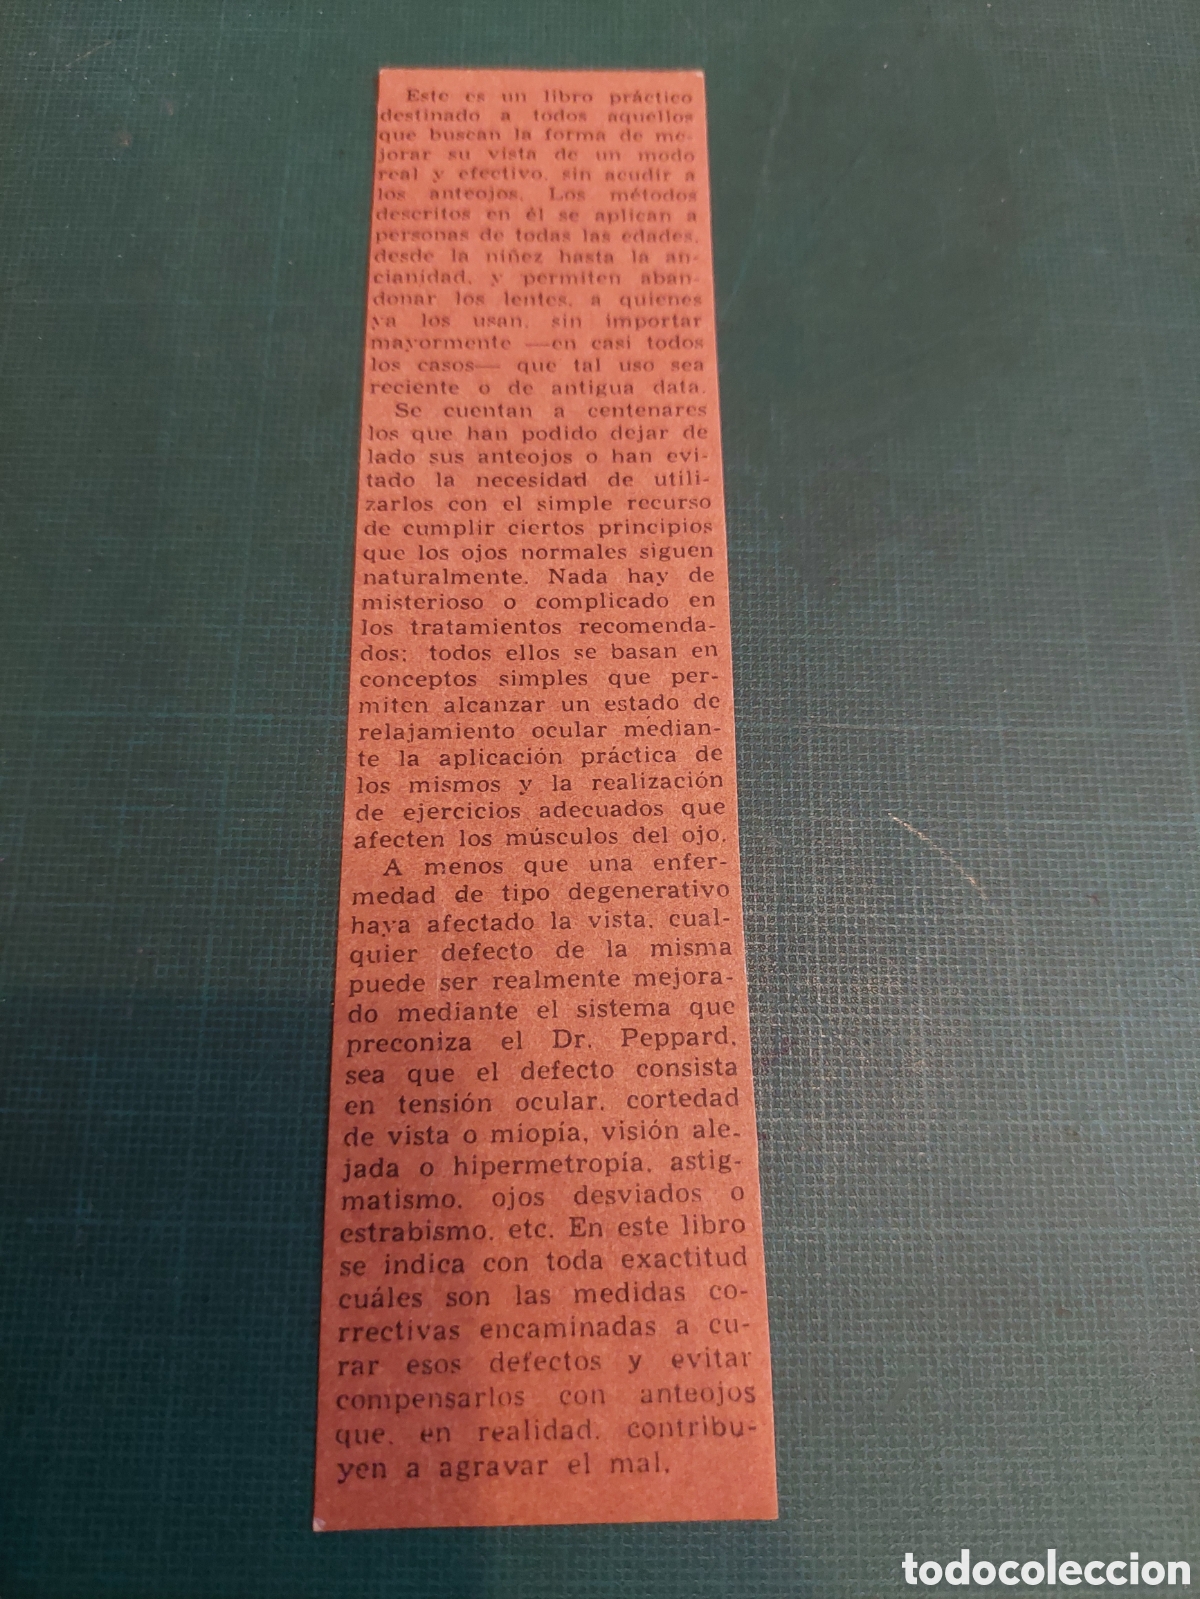 Este es un libro práctico
destinado a todos aquellos
que buscan la forma de me-
jorar su vista de un modo
real y efectivo, sin acudir a
los anteojos. Los métodos
descritos en él se aplican a
personas de todas las edades,
desde la niñez hasta la an-
cianidad, y permiten aban-
donar los lentes, a quienes
ya los usan, sin importar
mayormente —en casi todos
los casos— que tal uso sea
reciente o de antigua data.
Se cuentan a centenares
los que han podido dejar de
lado sus anteojos o han evi-
tado la necesidad de utili-
zarlos con el simple recurso
de cumplir ciertos principios
que los ojos normales siguen
naturalmente. Nada hay de
misterioso o complicado en
los tratamientos recomenda-
dos; todos ellos se basan en
conceptos simples que per-
miten alcanzar un estado de
relajamiento ocular median-
te la aplicación práctica de
los mismos y la realización
de ejercicios adecuados que
afecten los músculos del ojo.
A menos que una enfer-
medad de tipo degenerativo
haya afectado la vista, cual-
quier defecto de la misma
puede ser realmente mejora-
do mediante el sistema que
preconiza el Dr. Peppard,
sea que el defecto consista
en tensión ocular, cortedad
de vista o miopía, visión ale-
jada o hipermetropía, astig-
matismo, ojos desviados o
estrabismo, etc. En este libro
se indica con toda exactitud
cuáles son las medidas co-
rrectivas encaminadas a cu-
rar esos defectos y evitar
compensarlos con anteojos
que, en realidad, contribu-
yen a agravar el mal.
todocoleccion